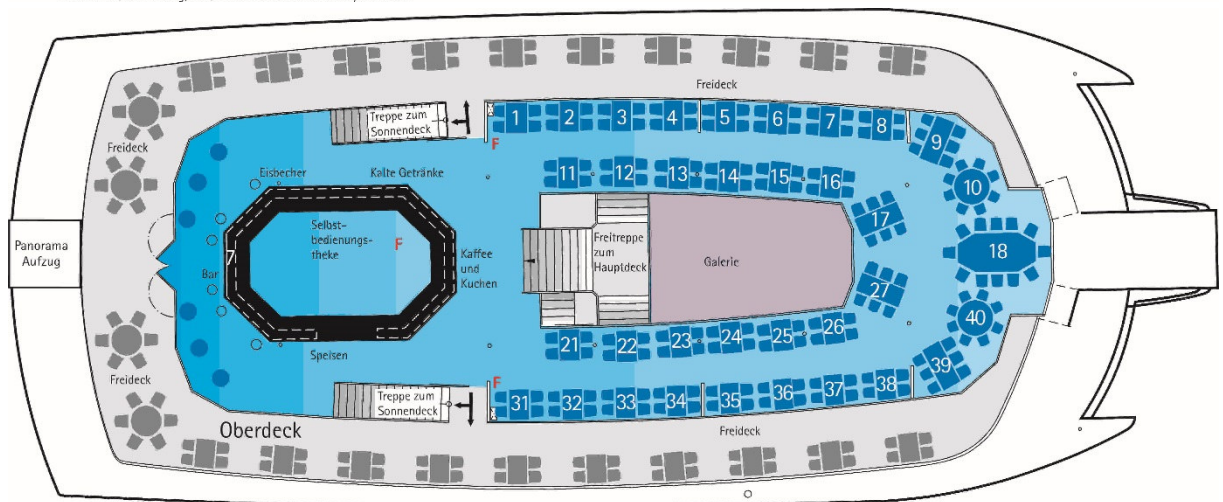 Freideck
Treppe zum
Sonnendeck
1 2 3 4 5 6 7 8 9
F
Freideck
Eisbecher
Kalte Getränke
11 12 13 14 15 16
10
17
Panorama
Aufzug
Selbst-
bedienungs-
theke
F
7
Bar
Kaffee
und
Kuchen
Freitreppe
zum
Hauptdeck
Galerie
18
27
40
Speisen
21 22 23 24 25 26
39
Freideck
Treppe zum
Sonnendeck
F
31 32 33 34 35 36 37 38
Oberdeck
Freideck